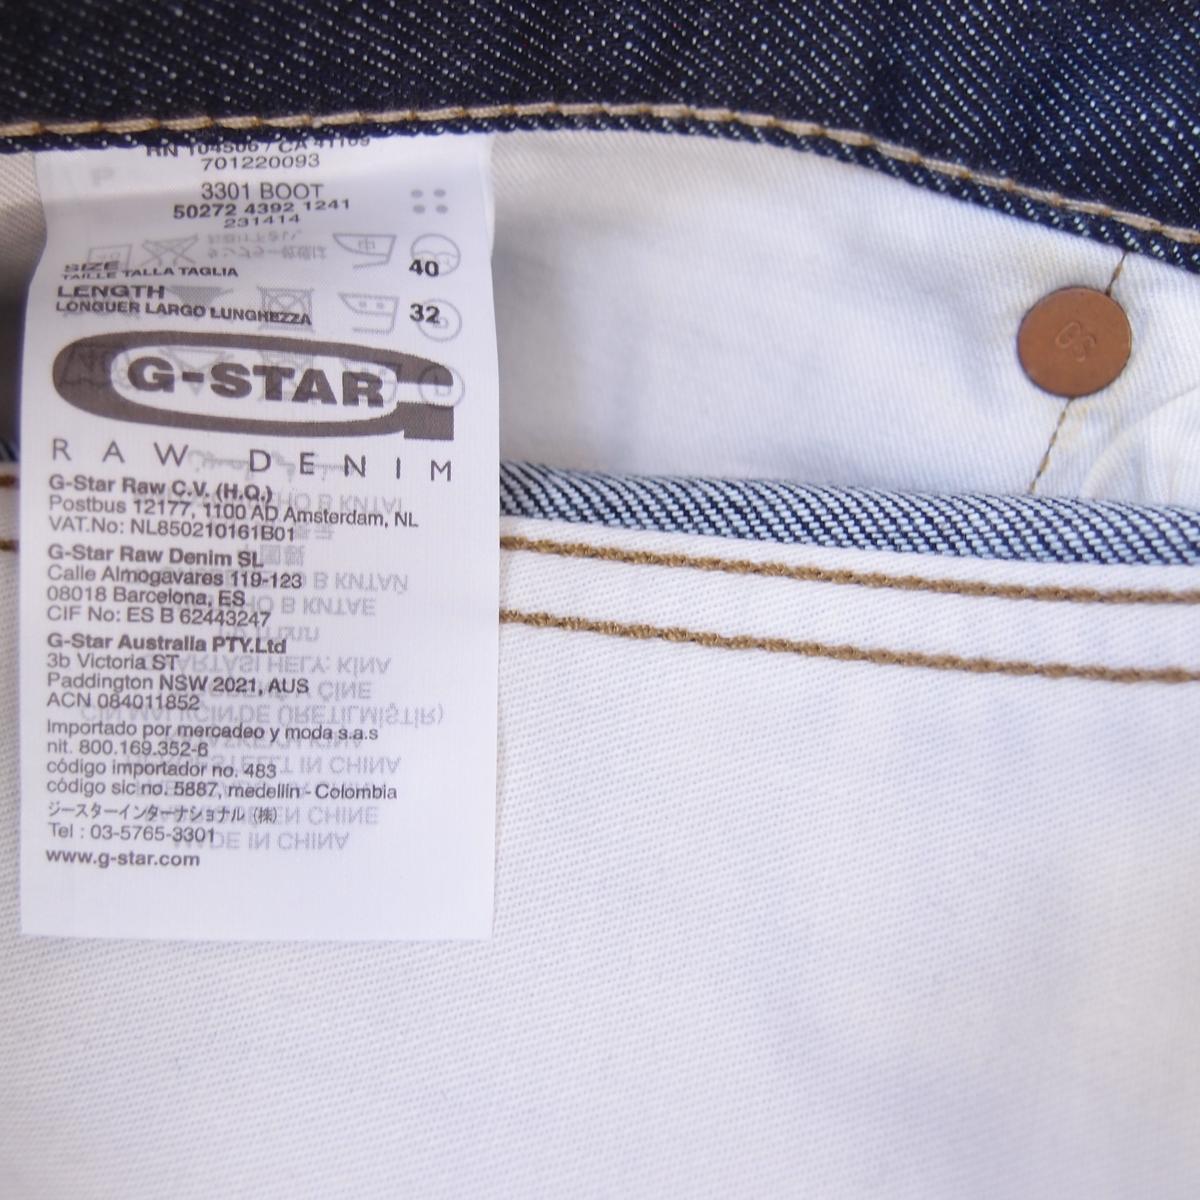 RN 104506 / CA 41109
701220093
3301 BOOT
50272 4392 1241
231414
SIZE
TAILLE TALLA TAGLIA 40
LENGTH
LONGUER LARGO LUNGHEZZA 32
G-STAR
RAW DENIM
G-Star Raw C.V. (H.Q.)
Postbus 12177, 1100 AD Amsterdam, NL
VAT.No: NL850210161B01
G-Star Raw Denim SL
Calle Almogavares 119-123
08018 Barcelona, ES
CIF No: ES B 62443247
G-Star Australia PTY.Ltd
3b Victoria ST
Paddington NSW 2021, AUS
ACN 084011852
Importado por mercadeo y moda s.a.s
nit. 800.169.352-6
código importador no. 483
código sic no. 5887, medellin - Colombia
ジースターインターナショナル (株)
Tel : 03-5765-3301
www.g-star.com
GS